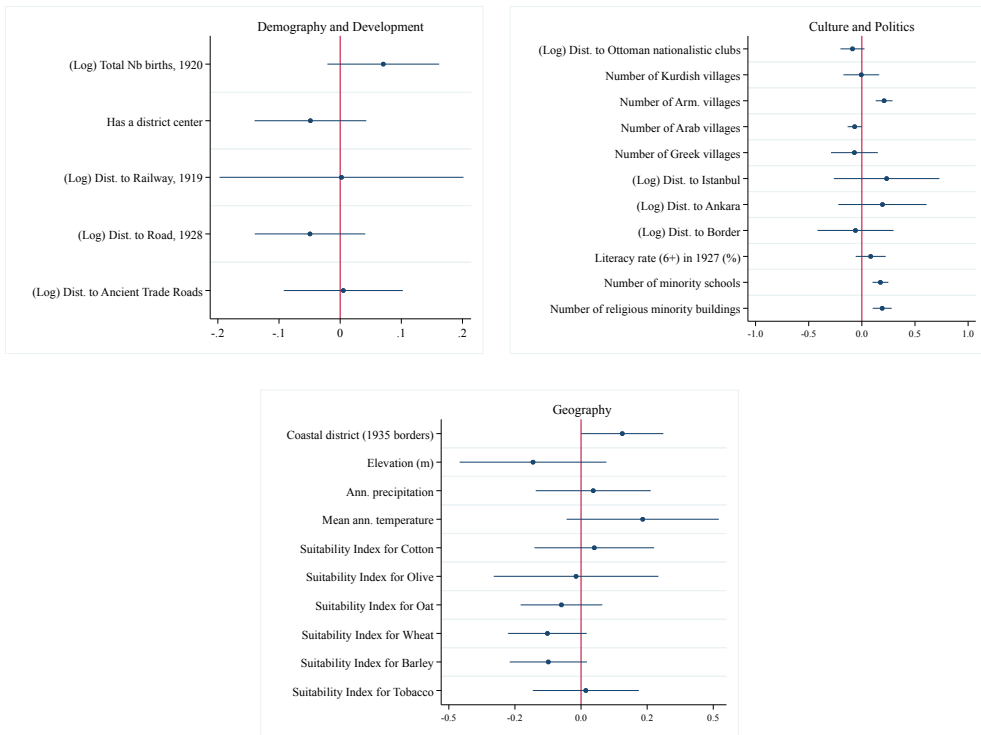 Demography and Development
(Log) Total Nb births, 1920
Has a district center
(Log) Dist. to Railway, 1919
(Log) Dist. to Road, 1928
(Log) Dist. to Ancient Trade Roads
-.2 -.1 0 .1 .2
Culture and Politics
(Log) Dist. to Ottoman nationalistic clubs
Number of Kurdish villages
Number of Arm. villages
Number of Arab villages
Number of Greek villages
(Log) Dist. to Istanbul
(Log) Dist. to Ankara
(Log) Dist. to Border
Literacy rate (6+) in 1927 (%)
Number of minority schools
Number of religious minority buildings
-1.0 -0.5 0.0 0.5 1.0
Geography
Coastal district (1935 borders)
Elevation (m)
Ann. precipitation
Mean ann. temperature
Suitability Index for Cotton
Suitability Index for Olive
Suitability Index for Oat
Suitability Index for Wheat
Suitability Index for Barley
Suitability Index for Tobacco
-0.5 -0.2 0.0 0.2 0.5